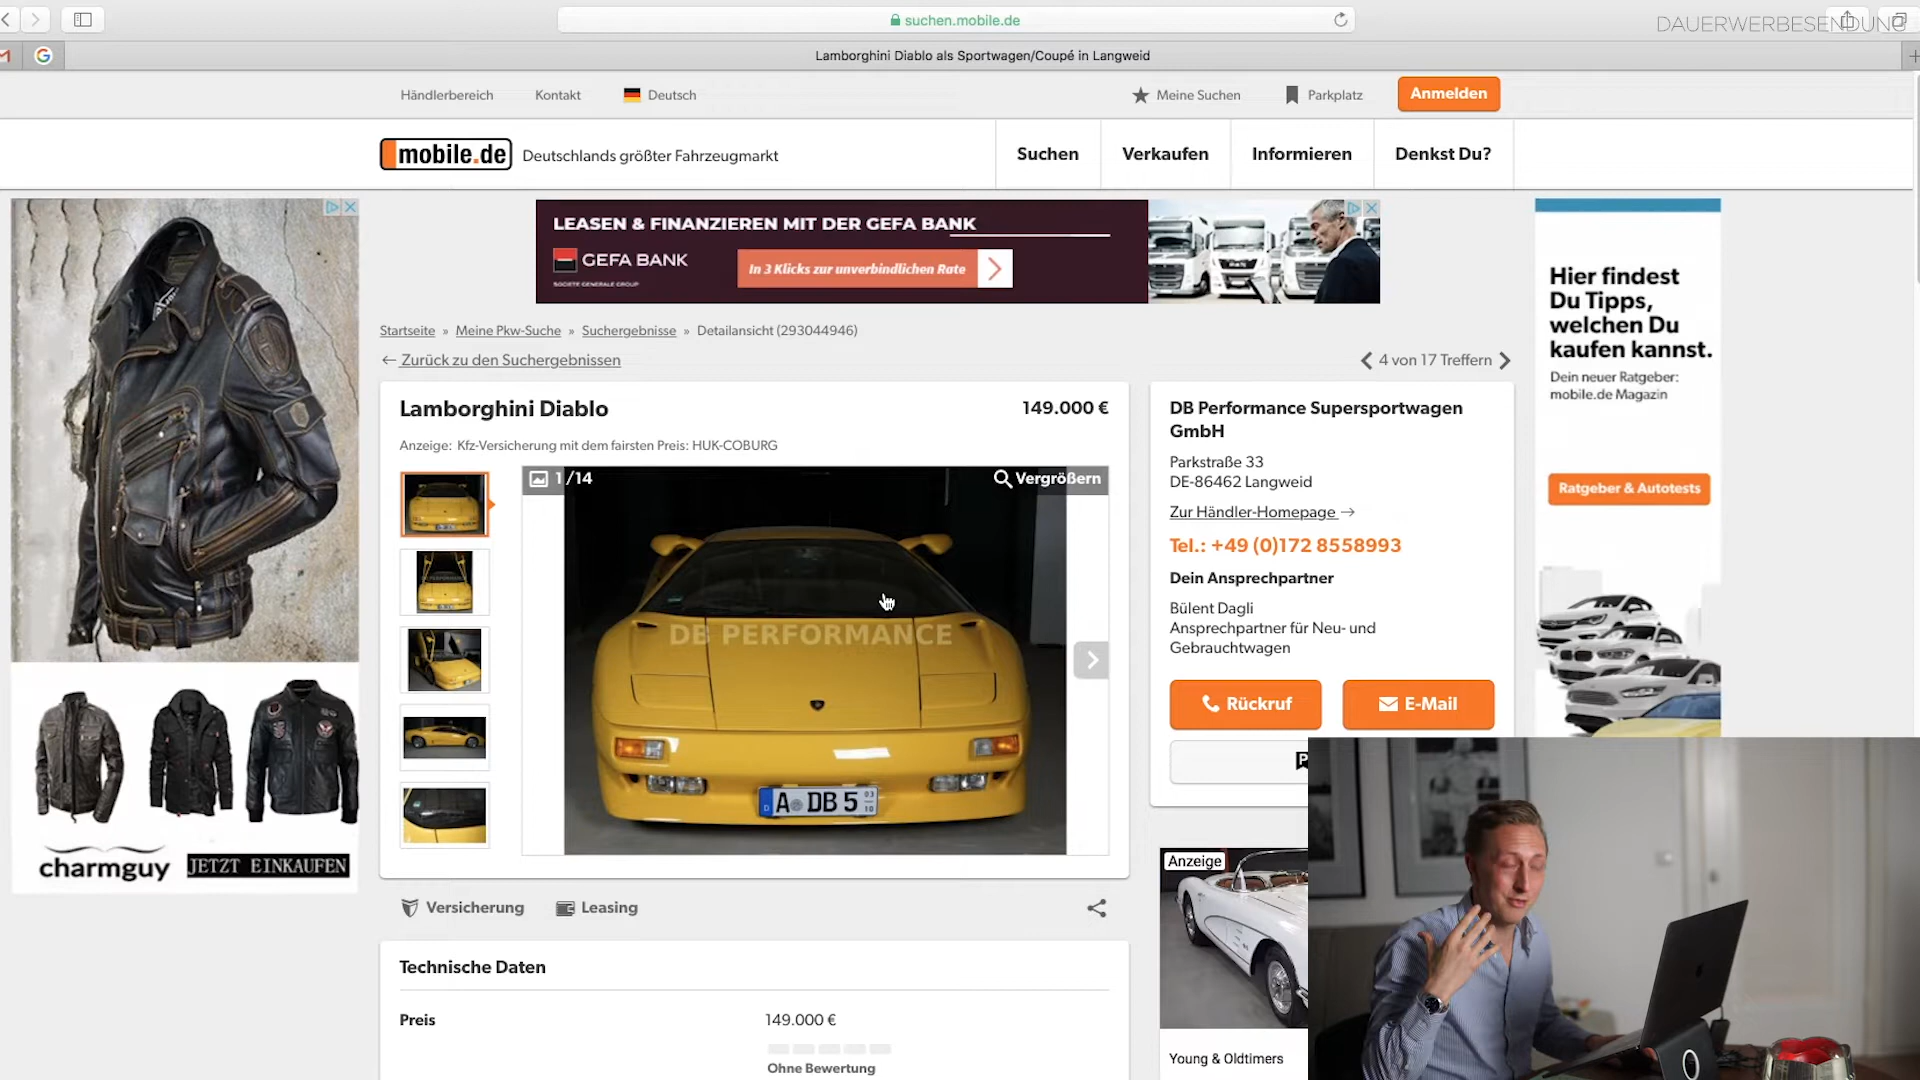 suchen.mobile.de
DAUERWERBESENDUNG
Lamborghini Diablo als Sportwagen/Coupé in Langweid
Händlerbereich
Kontakt
Deutsch
Meine Suchen
Parkplatz
Anmelden
mobile.de
Deutschlands größter Fahrzeugmarkt
Suchen
Verkaufen
Informieren
Denkst Du?
LEASEN & FINANZIEREN MIT DER GEFA BANK
GEFA BANK
SOCIETE GENERALE GROUP
In 3 Klicks zur unverbindlichen Rate
Hier findest
Du Tipps,
welchen Du
kaufen kannst.
Dein neuer Ratgeber:
mobile.de Magazin
Ratgeber & Autotests
Startseite » Meine Pkw-Suche » Suchergebnisse » Detailansicht (293044946)
Zurück zu den Suchergebnissen
4 von 17 Treffern
Lamborghini Diablo
149.000 €
Anzeige: Kfz-Versicherung mit dem fairsten Preis: HUK-COBURG
1/14
Vergrößern
DB PERFORMANCE
A DB 5
03
10
DB Performance Supersportwagen
GmbH
Parkstraße 33
DE-86462 Langweid
Zur Händler-Homepage
Tel.: +49 (0)172 8558993
Dein Ansprechpartner
Bülent Dagli
Ansprechpartner für Neu- und
Gebrauchtwagen
Rückruf
E-Mail
charmguy
JETZT EINKAUFEN
Anzeige
Young & Oldtimers
Versicherung
Leasing
Technische Daten
Preis
149.000 €
Ohne Bewertung